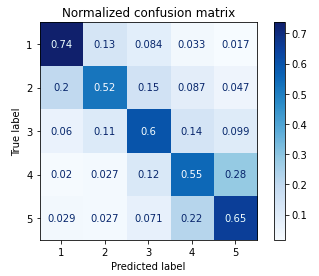 Normalized confusion matrix
1 0.74 0.13 0.084 0.033 0.017
2 0.2 0.52 0.15 0.087 0.047
3 0.06 0.11 0.6 0.14 0.099
4 0.02 0.027 0.12 0.55 0.28
5 0.029 0.027 0.071 0.22 0.65
1 2 3 4 5
Predicted label
True label
0.7
0.6
0.5
0.4
0.3
0.2
0.1